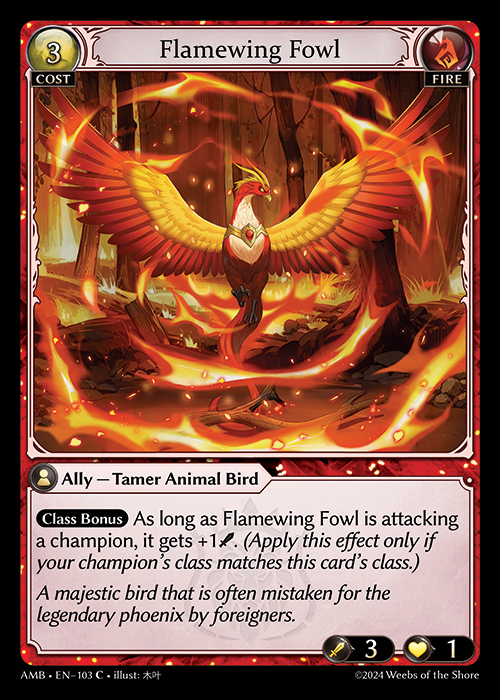 3
Flamewing Fowl
COST
FIRE
Ally — Tamer Animal Bird
Class Bonus As long as Flamewing Fowl is attacking
a champion, it gets +1. (Apply this effect only if
your champion's class matches this card's class.)
A majestic bird that is often mistaken for the
legendary phoenix by foreigners.
3
1
AMB • EN–103 C • illust: 木叶
©2024 Weebs of the Shore